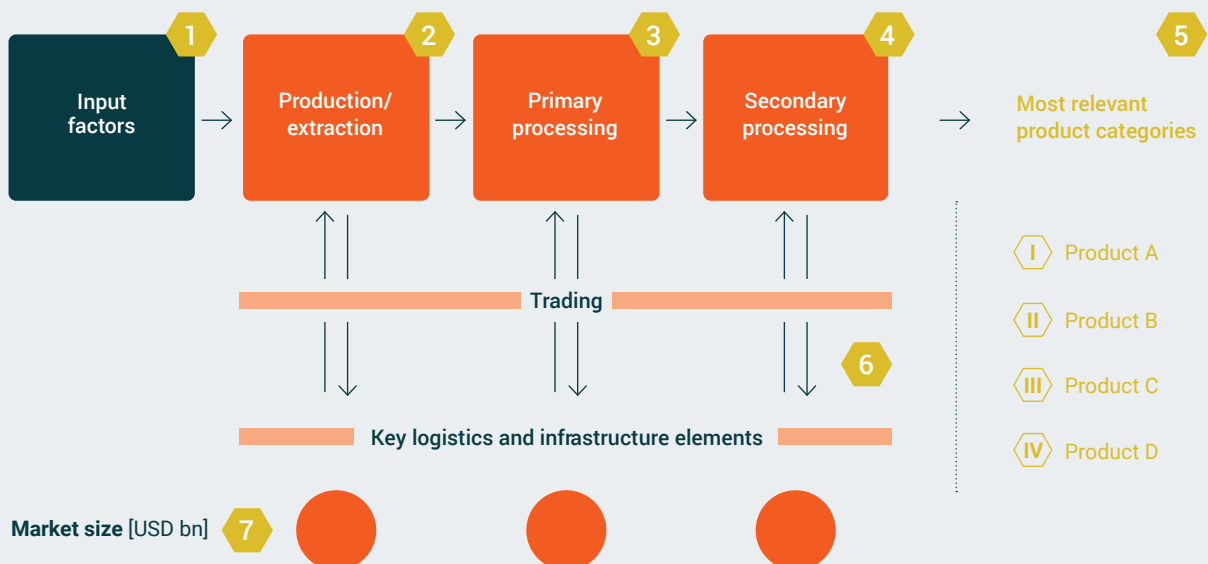 1
2
3
4
5
Input
factors
Production/
extraction
Primary
processing
Secondary
processing
Most relevant
product categories
I Product A
Trading
II Product B
6
III Product C
Key logistics and infrastructure elements
IV Product D
Market size [USD bn] 7